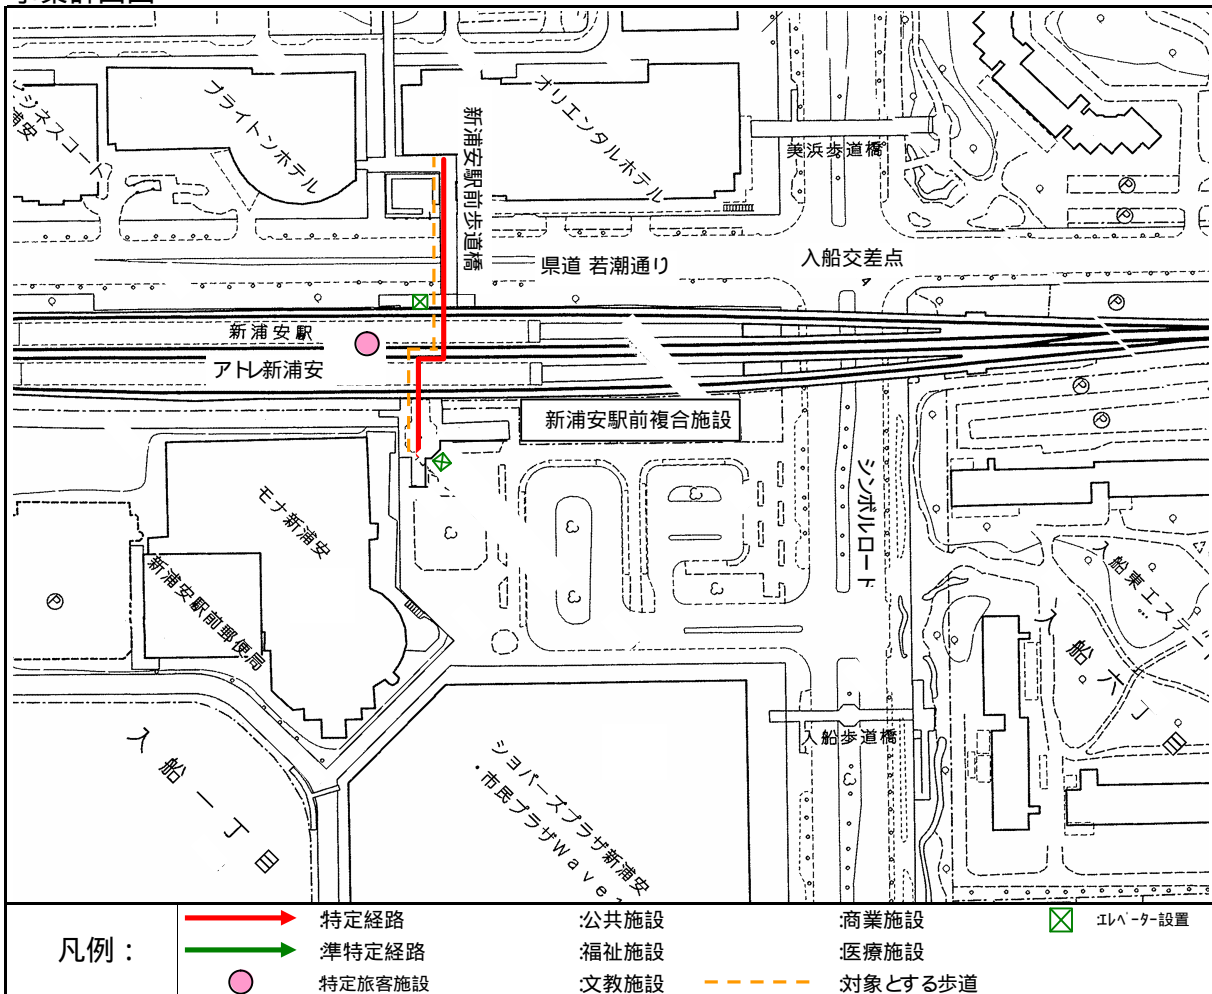 ブライトンホテル
オリエンタルホテル
新浦安駅前歩道橋
美浜歩道橋
県道 若潮通り
入船交差点
新浦安駅
アトレ新浦安
新浦安駅前複合施設
シンボルロード
モナ新浦安
新浦安駅前郵便局
入船東エステート
入船六丁目
入船歩道橋
入船一丁目
ショパーズプラザ新浦安
・市民プラザWave
凡例：
:特定経路
:公共施設
:商業施設
エレベーター設置
:準特定経路
:福祉施設
:医療施設
:特定旅客施設
:文教施設
:対象とする歩道